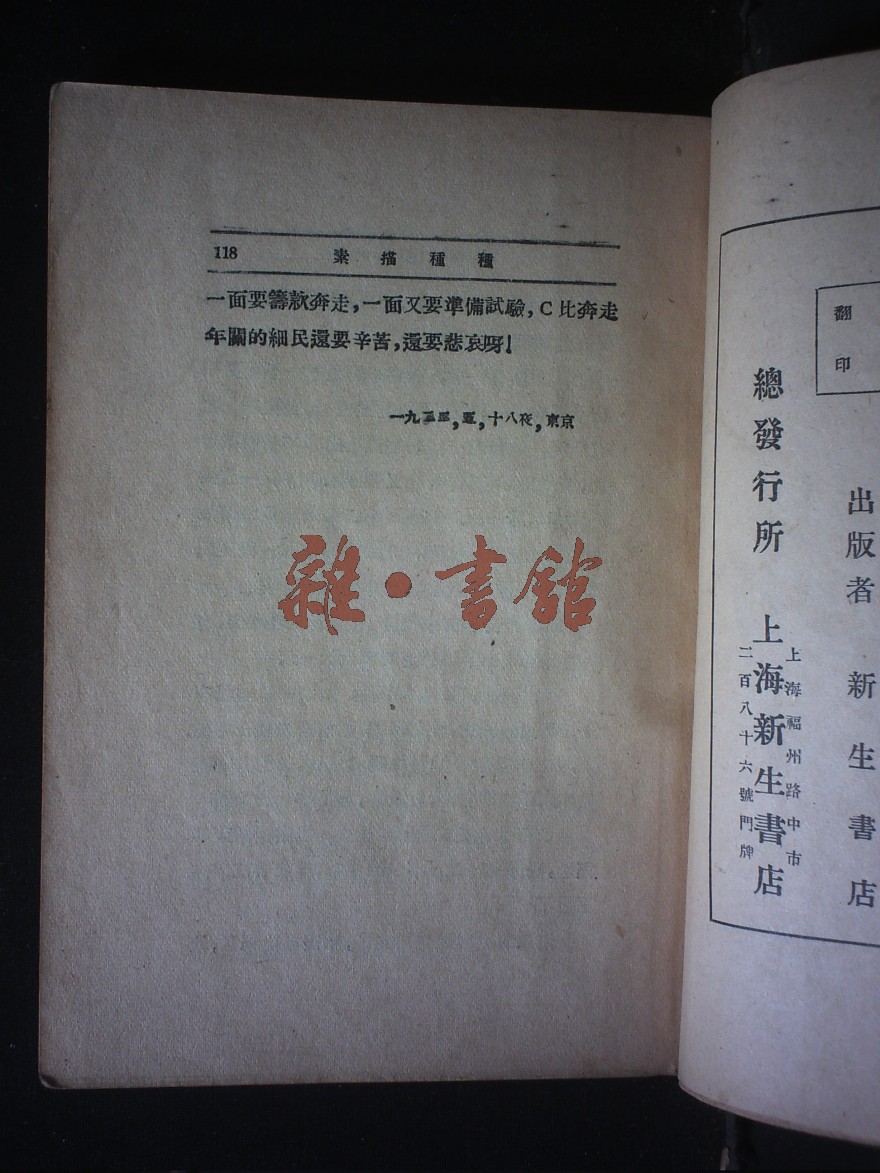 118 素描種種
一面要籌款奔走,一面又要準備試驗,C比奔走
年關的細民還要辛苦,還要悲哀呀!
五,十八夜,東京
雜·書館
翻印
出版者 新生書店
總發行所 上海新生書店
上海福州路中市
二百八十六號門牌